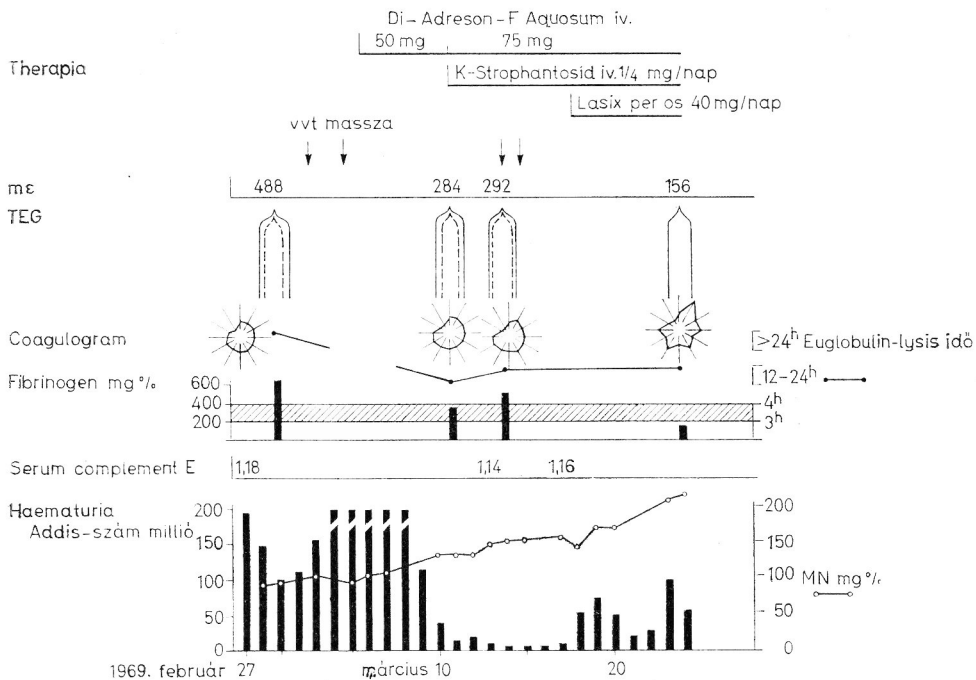 Di-Adreson-F Aquosum iv.
50 mg 75 mg
Therapia
K-Strophantosid iv. 1/4 mg/nap
Lasix per os 40 mg/nap
vvt massza
mε 488 284 292 156
TEG
Coagulogram
>24h Euglobulin-lysis idő
12-24h
Fibrinogen mg%
600
400 4h
200 3h
Serum complement E 1,18 1,14 1,16
Haematuria
Addis-szám millió
200 200
150 150
100 100
MN mg%
50 50
0 0
1969. február 27 március 10 20